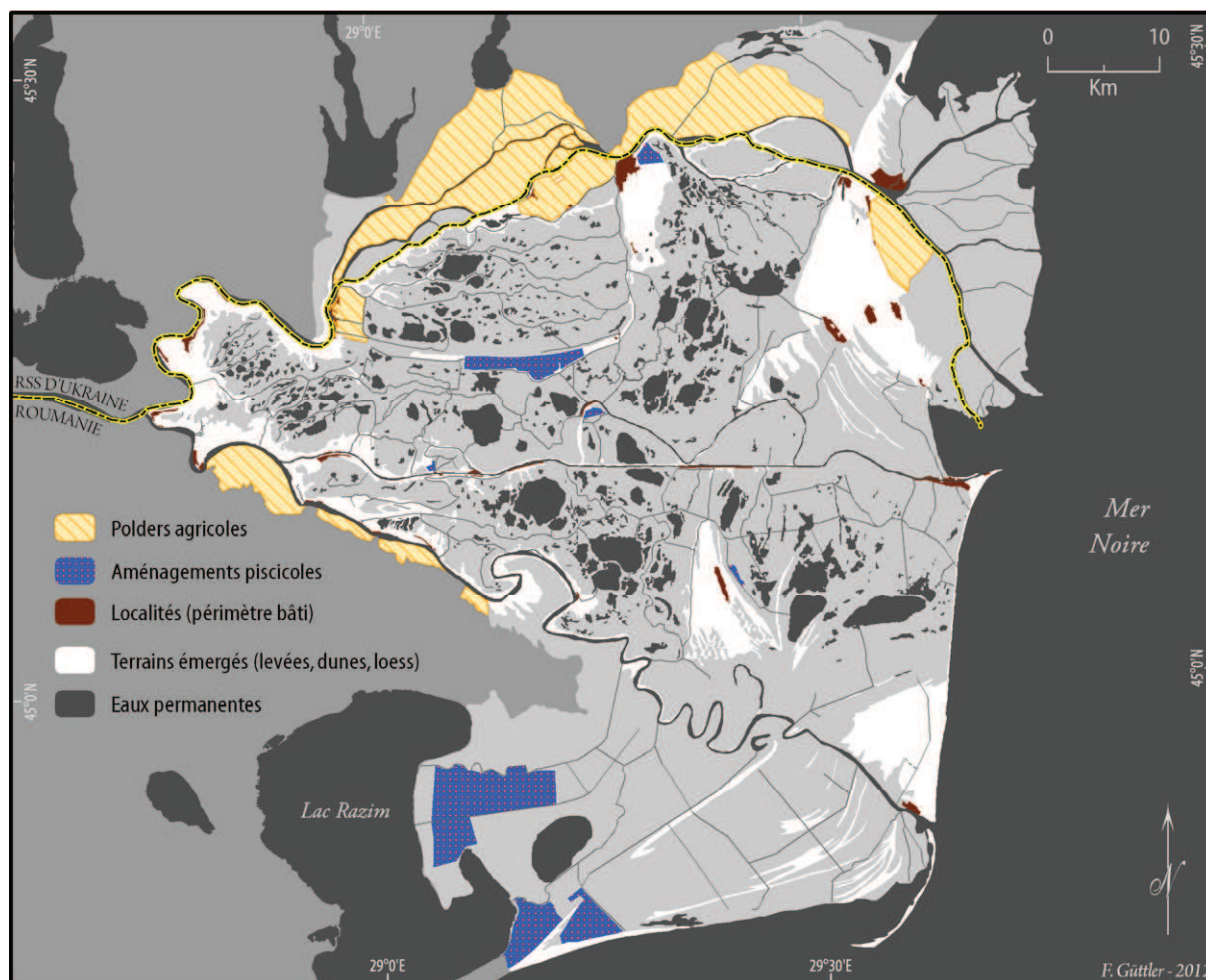 29°0'E
45°30'N
45°30'N
0 10
Km
RSS D'UKRAINE
ROUMANIE
Mer
Noire
Polders agricoles
Aménagements piscicoles
Localités (périmètre bâti)
Terrains émergés (levées, dunes, loess)
Eaux permanentes
45°0'N
45°0'N
Lac Razim
N
29°0'E
29°30'E
F. Güttler - 2012